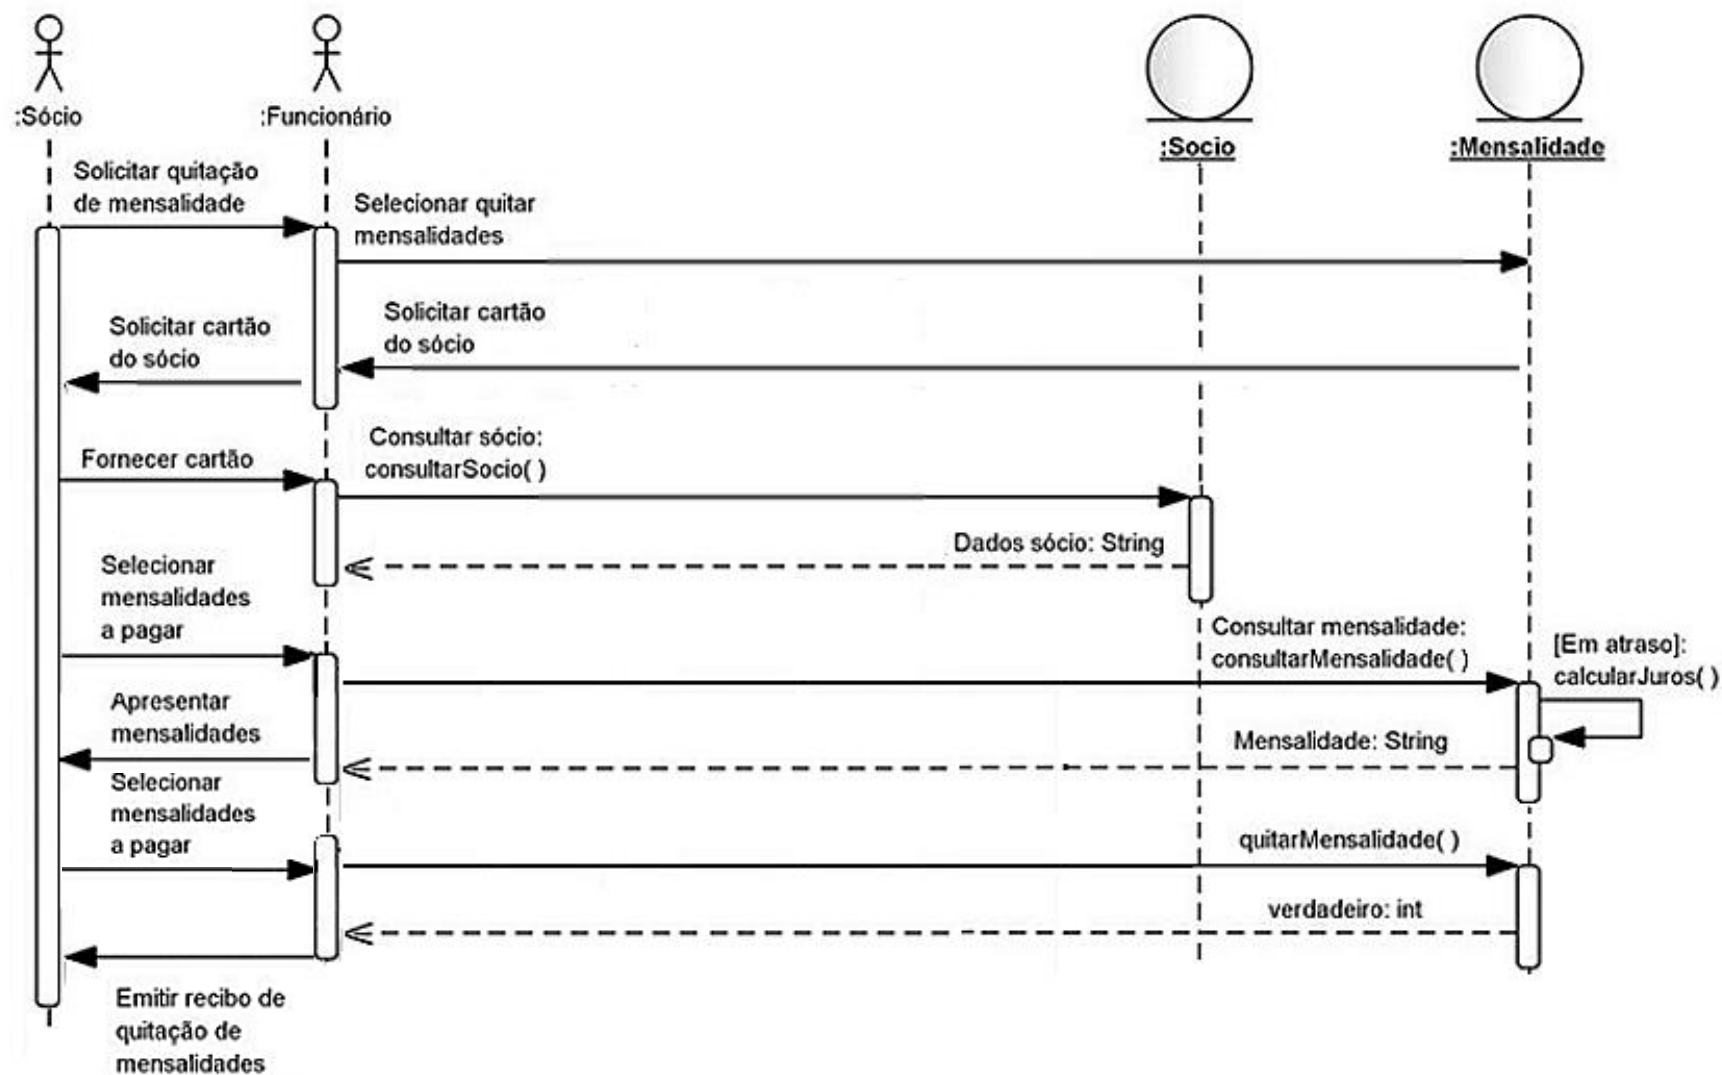 :Sócio
:Funcionário
:Socio
:Mensalidade
Solicitar quitação
de mensalidade
Selecionar quitar
mensalidades
Solicitar cartão
do sócio
Solicitar cartão
do sócio
Fornecer cartão
Consultar sócio:
consultarSocio( )
Dados sócio: String
Selecionar
mensalidades
a pagar
Consultar mensalidade:
consultarMensalidade( )
[Em atraso]:
calcularJuros( )
Apresentar
mensalidades
Mensalidade: String
Selecionar
mensalidades
a pagar
quitarMensalidade( )
verdadeiro: int
Emitir recibo de
quitação de
mensalidades